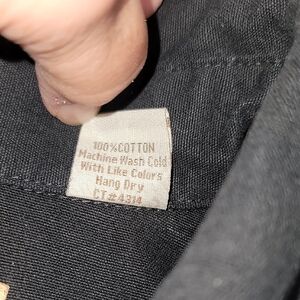 100% COTTON
Machine Wash Cold
With Like Colors
Hang Dry
CT#4314